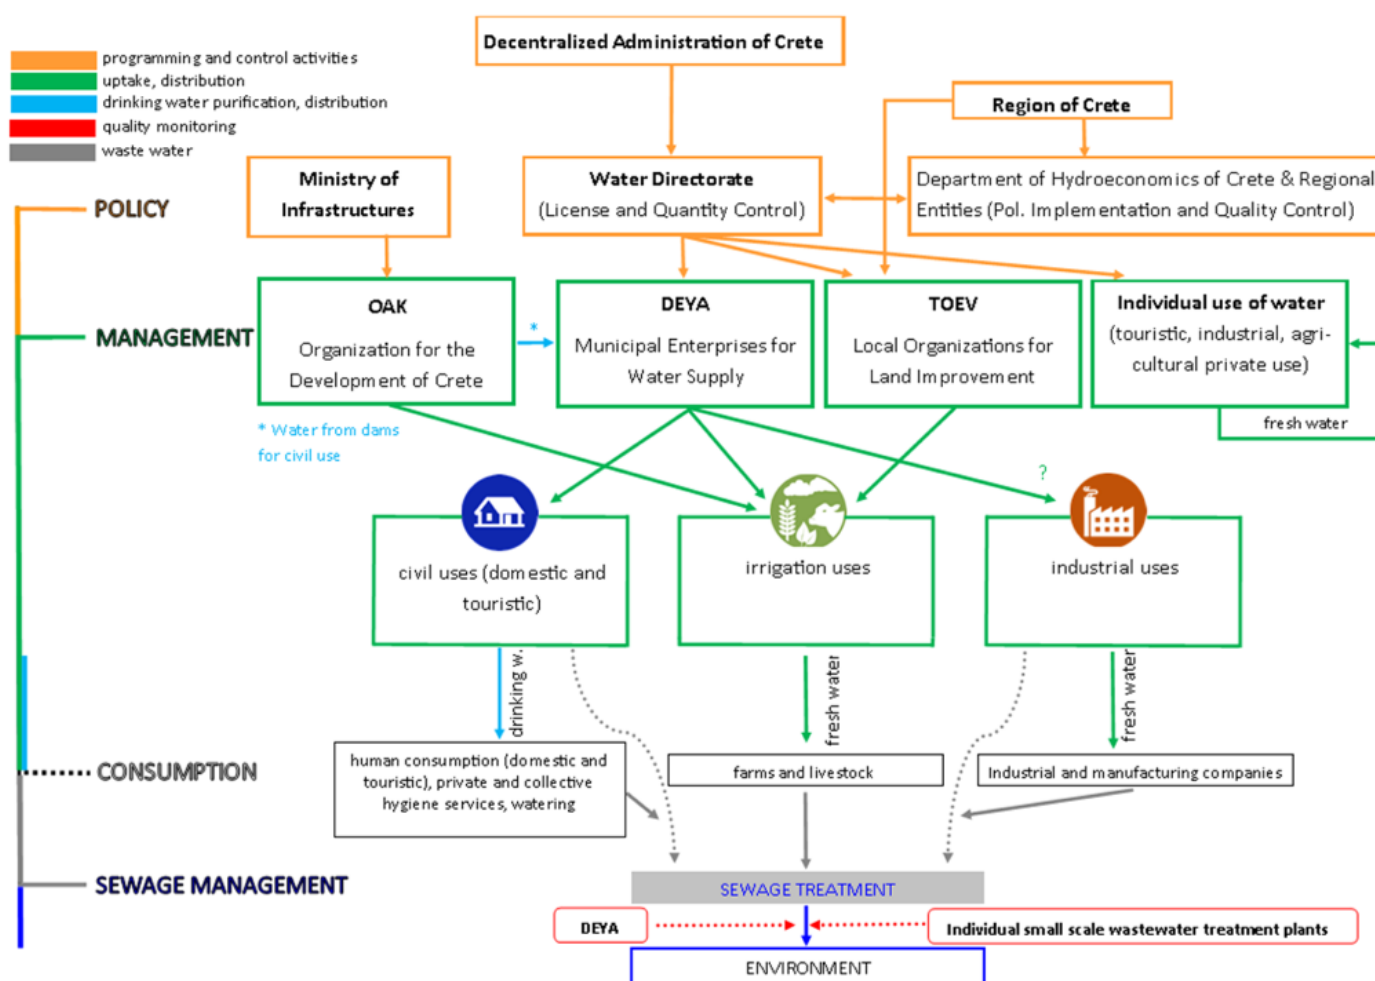 Decentralized Administration of Crete
programming and control activities
uptake, distribution
drinking water purification, distribution
quality monitoring
waste water
Region of Crete
POLICY
Ministry of
Infrastructures
Water Directorate
(License and Quantity Control)
Department of Hydroeconomics of Crete & Regional
Entities (Pol. Implementation and Quality Control)
MANAGEMENT
OAK
Organization for the
Development of Crete
*
DEYA
Municipal Enterprises for
Water Supply
TOEV
Local Organizations for
Land Improvement
Individual use of water
(touristic, industrial, agri-
cultural private use)
fresh water
* Water from dams
for civil use
?
civil uses (domestic and
touristic)
irrigation uses
industrial uses
drinking w.
fresh water
fresh water
CONSUMPTION
human consumption (domestic and
touristic), private and collective
hygiene services, watering
farms and livestock
Industrial and manufacturing companies
SEWAGE MANAGEMENT
SEWAGE TREATMENT
DEYA
Individual small scale wastewater treatment plants
ENVIRONMENT